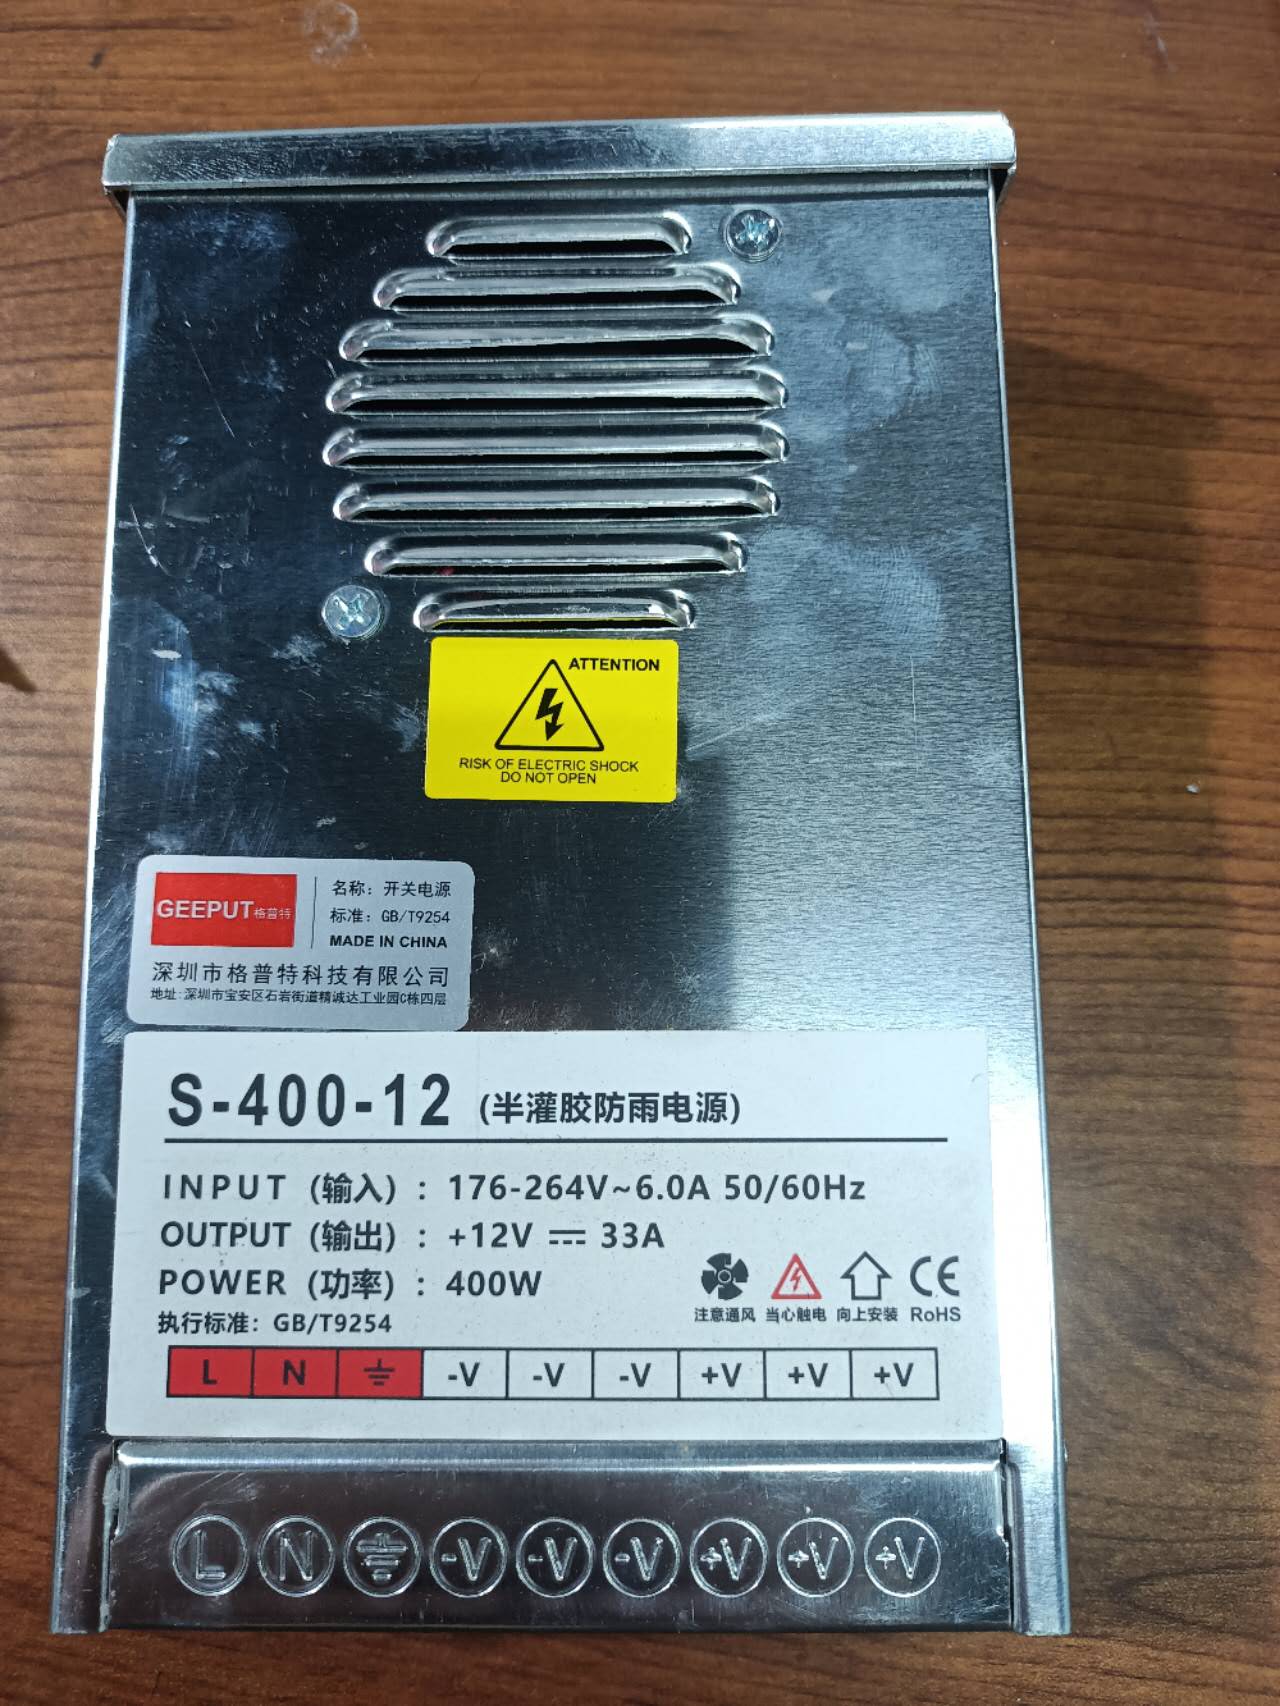 ATTENTION
RISK OF ELECTRIC SHOCK
DO NOT OPEN
GEEPUT格普特
名称：开关电源
标准：GB/T9254
MADE IN CHINA
深圳市格普特科技有限公司
地址:深圳市宝安区石岩街道精诚达工业园C栋四层
S-400-12 (半灌胶防雨电源)
INPUT (输入) : 176-264V~6.0A 50/60Hz
OUTPUT (输出) : +12V ⎓ 33A
POWER (功率) : 400W
执行标准：GB/T9254
注意通风 当心触电 向上安装 CE RoHS
L N ⏚ -V -V -V +V +V +V
L N ⏚ -V -V -V +V +V +V